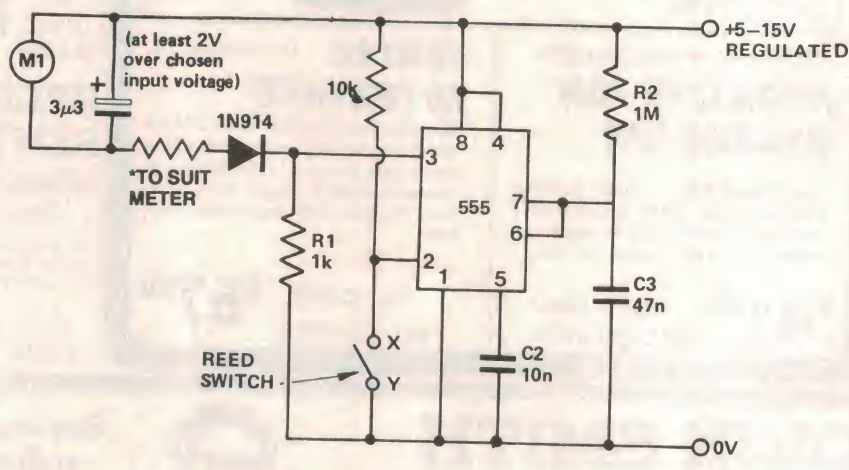 M1
(at least 2V
over chosen
input voltage)
+
3μ3
1N914
*TO SUIT
METER
10k
+5–15V
REGULATED
R2
1M
8 4
3
555
7
6
2
1
5
R1
1k
C3
47n
C2
10n
REED
SWITCH
X
Y
0V